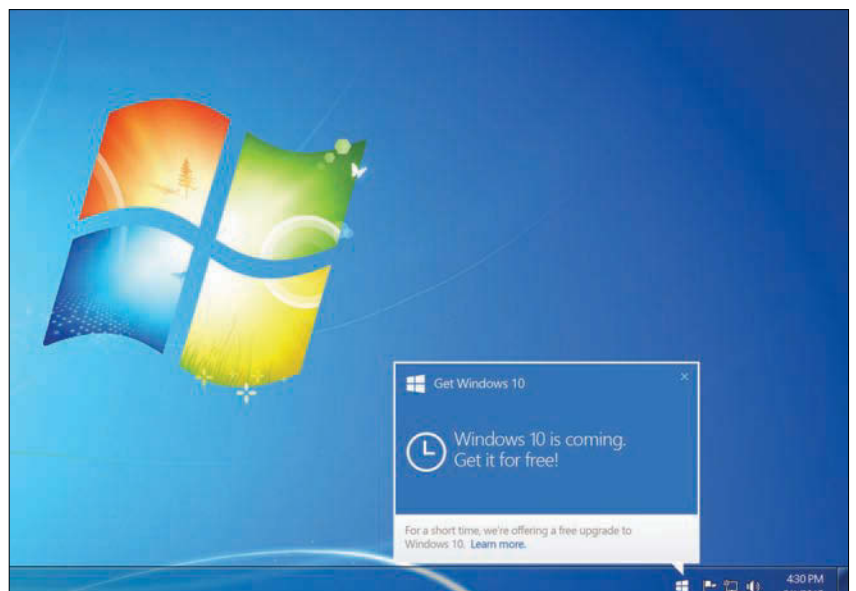 Get Windows 10
Windows 10 is coming.
Get it for free!
For a short time, we're offering a free upgrade to
Windows 10. Learn more.
4:30 PM